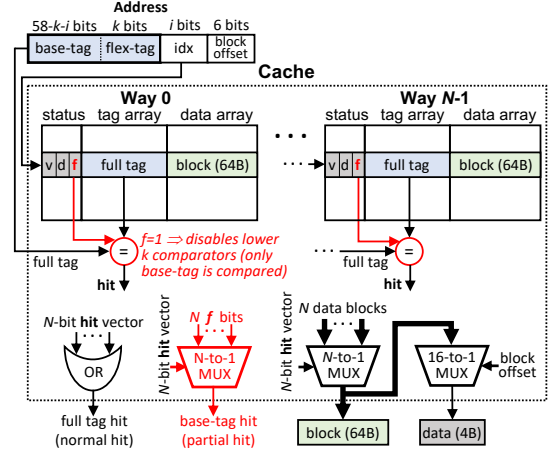 Address
58-k-i bits k bits i bits 6 bits
base-tag flex-tag idx block offset
Cache
Way 0 Way N-1
status tag array data array status tag array data array
. . .
v d f full tag block (64B) . . . v d f full tag block (64B)
= f=1 ⇒ disables lower k comparators (only base-tag is compared) . . . =
full tag full tag
hit hit
N-bit hit vector
. . .
OR
full tag hit
(normal hit)
N f bits
. . .
N-bit hit vector
N-to-1
MUX
base-tag hit
(partial hit)
N data blocks
. . .
N-bit hit vector
N-to-1
MUX
block (64B)
16-to-1
MUX
block
offset
data (4B)